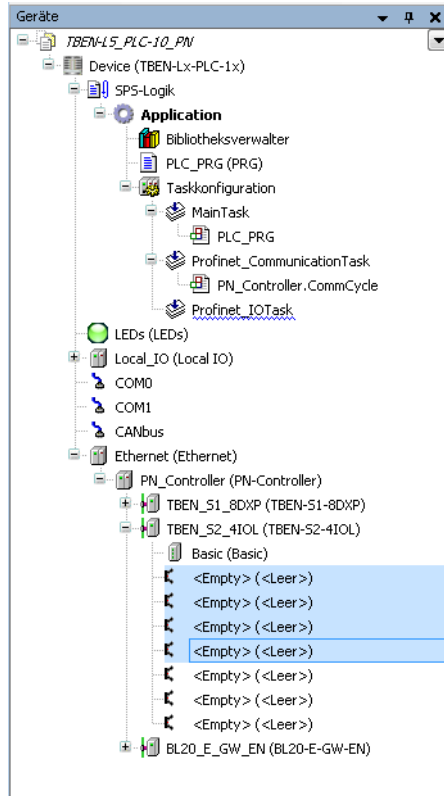 Geräte
TBEN-L5_PLC-10_PN
Device (TBEN-Lx-PLC-1x)
SPS-Logik
Application
Bibliotheksverwalter
PLC_PRG (PRG)
Taskkonfiguration
MainTask
PLC_PRG
Profinet_CommunicationTask
PN_Controller.CommCycle
Profinet_IOTask
LEDs (LEDs)
Local_IO (Local IO)
COM0
COM1
CANbus
Ethernet (Ethernet)
PN_Controller (PN-Controller)
TBEN_S1_8DXP (TBEN-S1-8DXP)
TBEN_S2_4IOL (TBEN-S2-4IOL)
Basic (Basic)
<Empty> (<Leer>)
<Empty> (<Leer>)
<Empty> (<Leer>)
<Empty> (<Leer>)
<Empty> (<Leer>)
<Empty> (<Leer>)
<Empty> (<Leer>)
BL20_E_GW_EN (BL20-E-GW-EN)